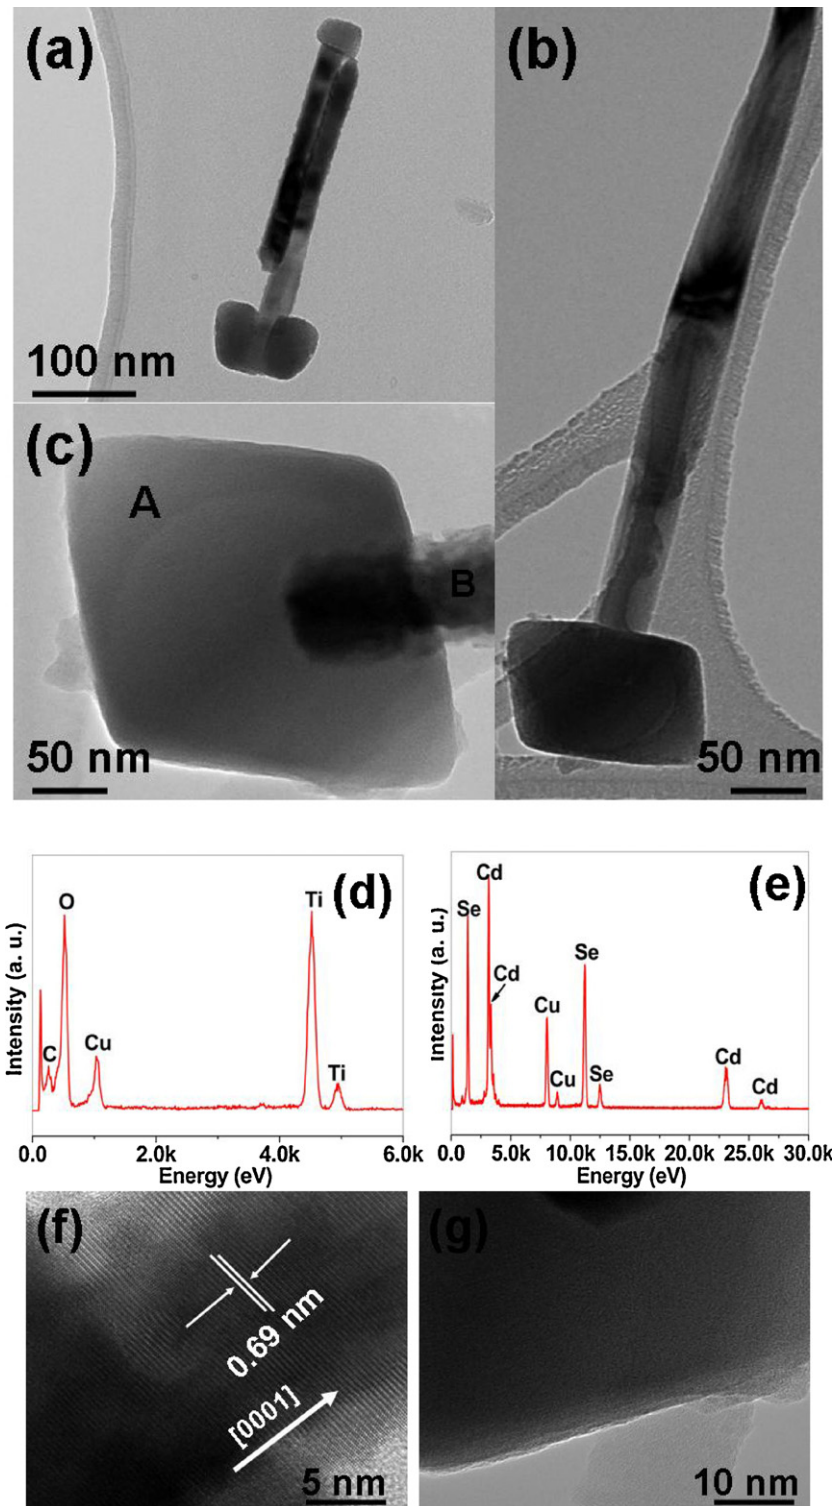 (a)
100 nm
(b)
50 nm
(c)
A
B
50 nm
(d)
O
Ti
C
Cu
Ti
Intensity (a. u.)
0.0 2.0k 4.0k 6.0k
Energy (eV)
(e)
Cd
Se
Cd
Se
Cu
Cu
Se
Cd
Cd
Intensity (a. u.)
0.0 5.0k 10.0k 15.0k 20.0k 25.0k 30.0k
Energy (eV)
(f)
0.69 nm
[0001]
5 nm
(g)
10 nm